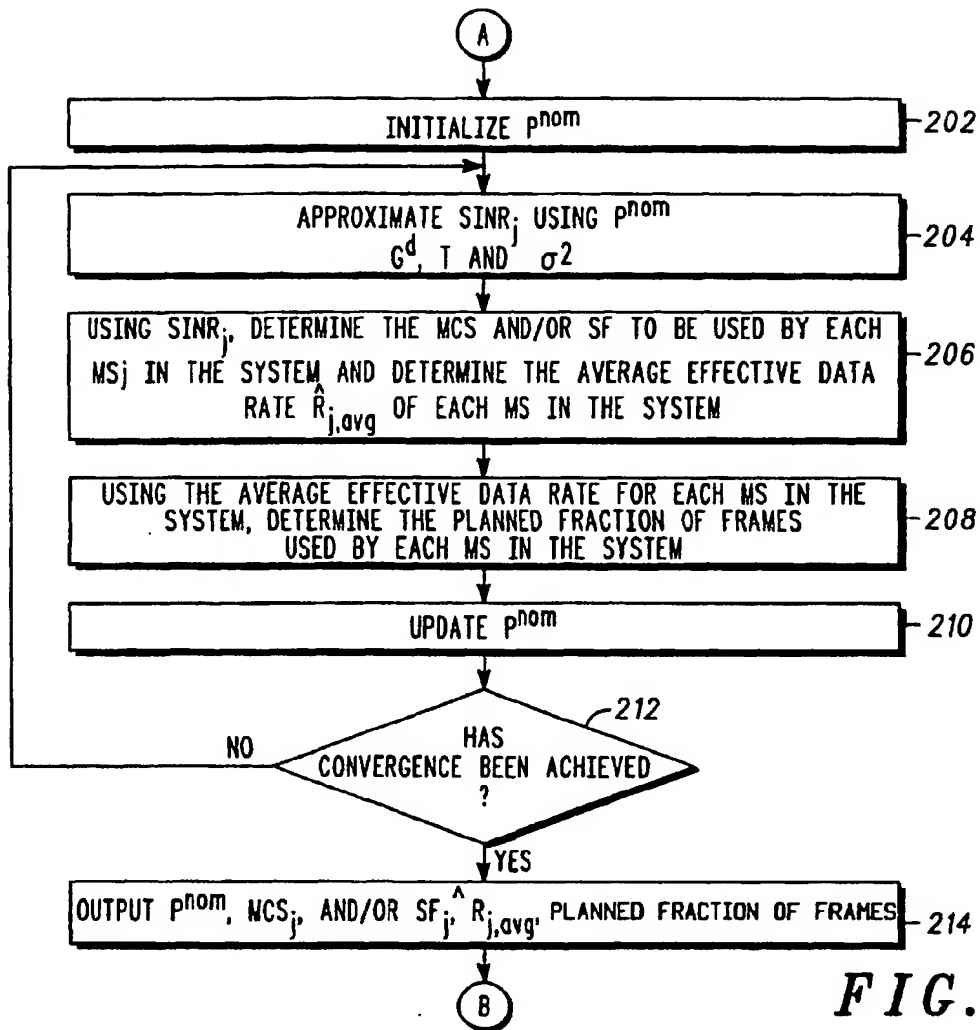 A
INITIALIZE P^nom
202
APPROXIMATE SINR_j USING P^nom
G^d, T AND σ2
204
USING SINR_j, DETERMINE THE MCS AND/OR SF TO BE USED BY EACH
MSj IN THE SYSTEM AND DETERMINE THE AVERAGE EFFECTIVE DATA
RATE R̂_j,avg OF EACH MS IN THE SYSTEM
206
USING THE AVERAGE EFFECTIVE DATA RATE FOR EACH MS IN THE
SYSTEM, DETERMINE THE PLANNED FRACTION OF FRAMES
USED BY EACH MS IN THE SYSTEM
208
UPDATE P^nom
210
212
HAS
CONVERGENCE BEEN ACHIEVED
?
NO
YES
OUTPUT P^nom, MCS_j, AND/OR SF_j,^ R_j,avg, PLANNED FRACTION OF FRAMES
214
B
FIG.